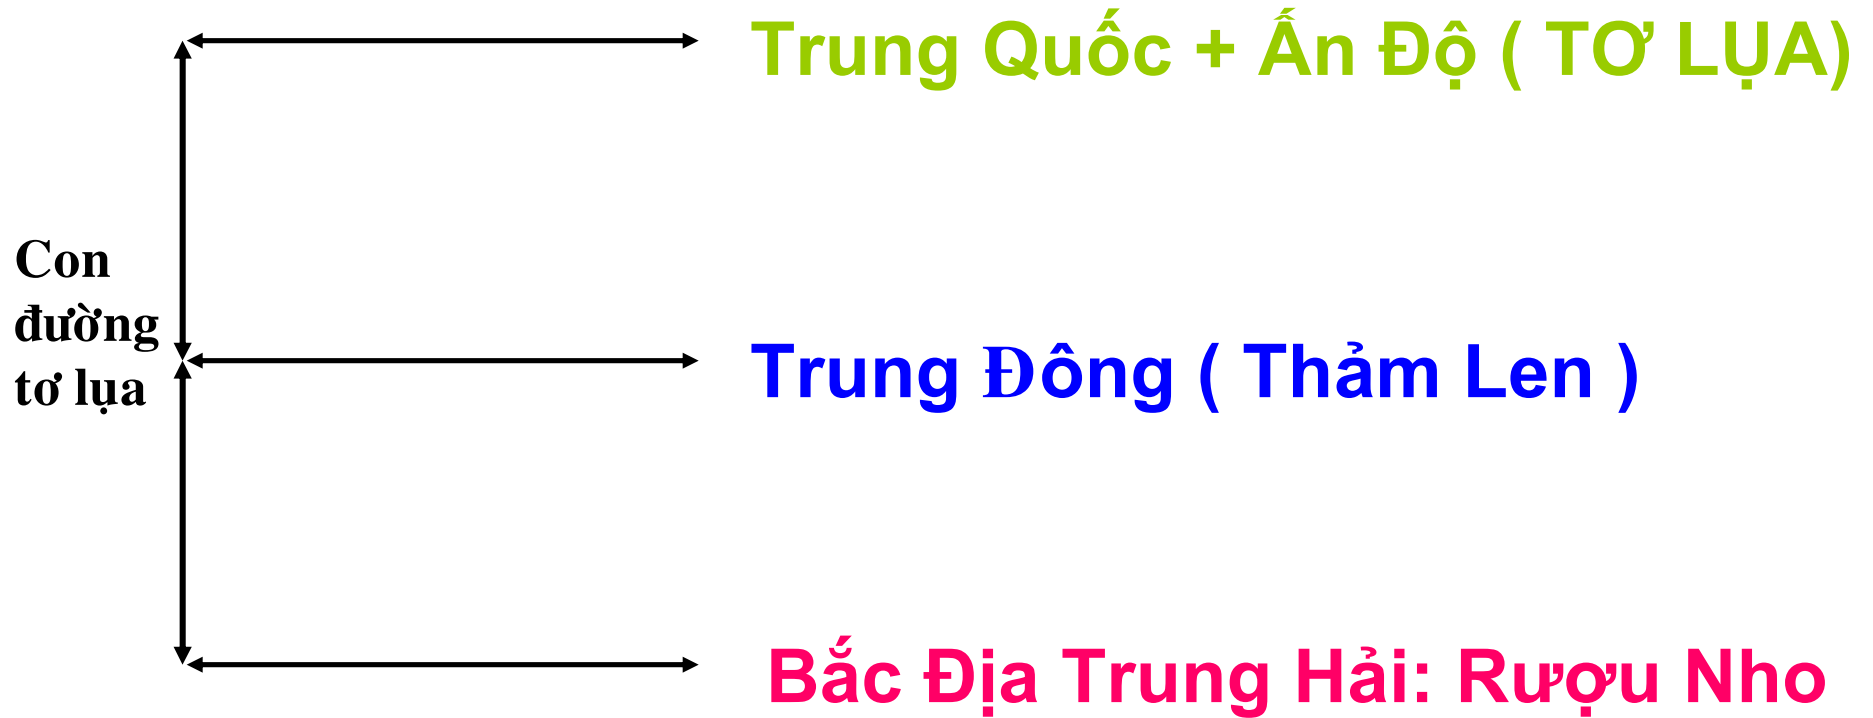 Trung Quốc + Ấn Độ ( TƠ LỤA)
Con
đường
tơ lụa
Trung Đông ( Thảm Len )
Bắc Địa Trung Hải: Rượu Nho